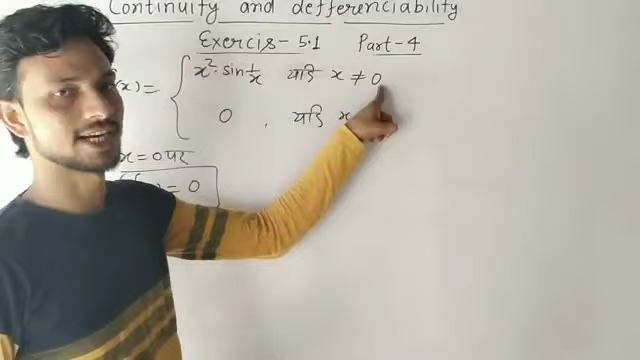 Continuity and defferenciability
Exercis-5.1 Part-4
x) = { x²·sin 1/x यदि x ≠ 0
0 , यदि x
x=0 पर
= 0